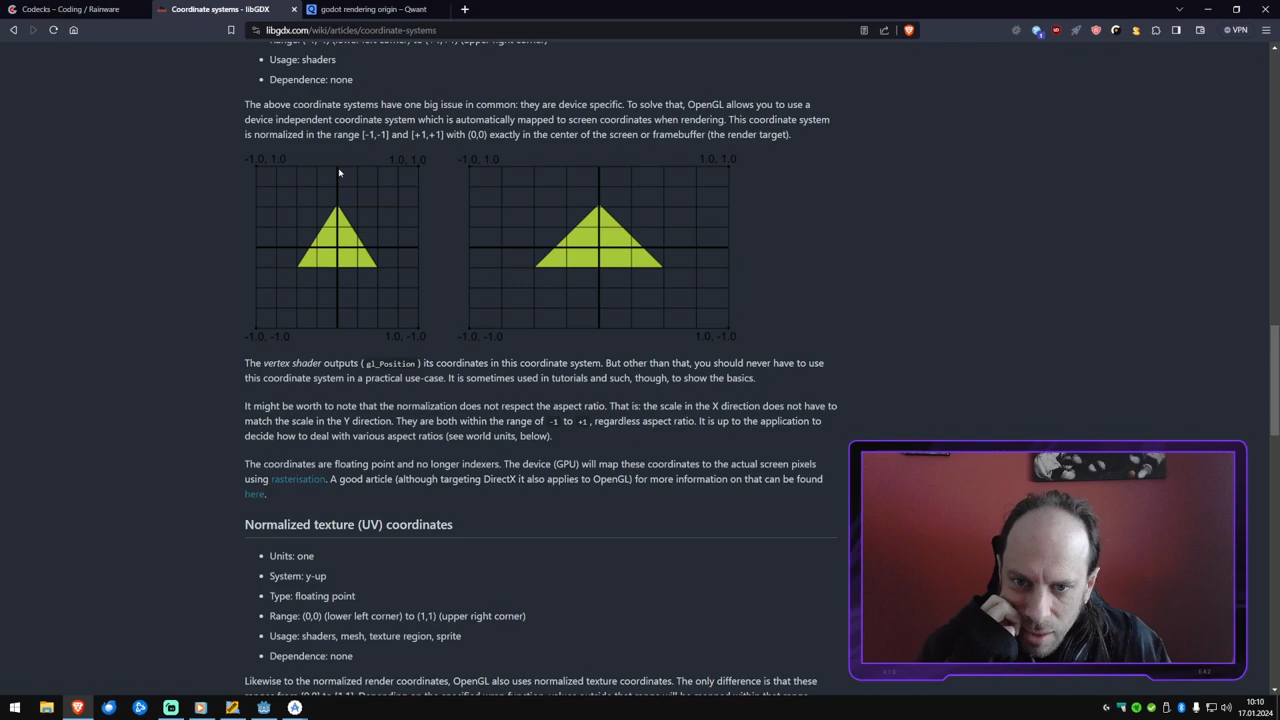 Codecks – Coding / Rainware
Coordinate systems - libGDX
godot rendering origin – Qwant
libgdx.com/wiki/articles/coordinate-systems
VPN
Usage: shaders
Dependence: none
The above coordinate systems have one big issue in common: they are device specific. To solve that, OpenGL allows you to use a
device independent coordinate system which is automatically mapped to screen coordinates when rendering. This coordinate system
is normalized in the range [-1,-1] and [+1,+1] with (0,0) exactly in the center of the screen or framebuffer (the render target).
-1.0, 1.0 1.0, 1.0 -1.0, 1.0 1.0, 1.0
-1.0, -1.0 1.0, -1.0 -1.0, -1.0 1.0, -1.0
The vertex shader outputs ( gl_Position ) its coordinates in this coordinate system. But other than that, you should never have to use
this coordinate system in a practical use-case. It is sometimes used in tutorials and such, though, to show the basics.
It might be worth to note that the normalization does not respect the aspect ratio. That is: the scale in the X direction does not have to
match the scale in the Y direction. They are both within the range of -1 to +1 , regardless aspect ratio. It is up to the application to
decide how to deal with various aspect ratios (see world units, below).
The coordinates are floating point and no longer indexers. The device (GPU) will map these coordinates to the actual screen pixels
using rasterisation. A good article (although targeting DirectX it also applies to OpenGL) for more information on that can be found
here.
Normalized texture (UV) coordinates
Units: one
System: y-up
Type: floating point
Range: (0,0) (lower left corner) to (1,1) (upper right corner)
Usage: shaders, mesh, texture region, sprite
Dependence: none
Likewise to the normalized render coordinates, OpenGL also uses normalized texture coordinates. The only difference is that these
10:10
17.01.2024